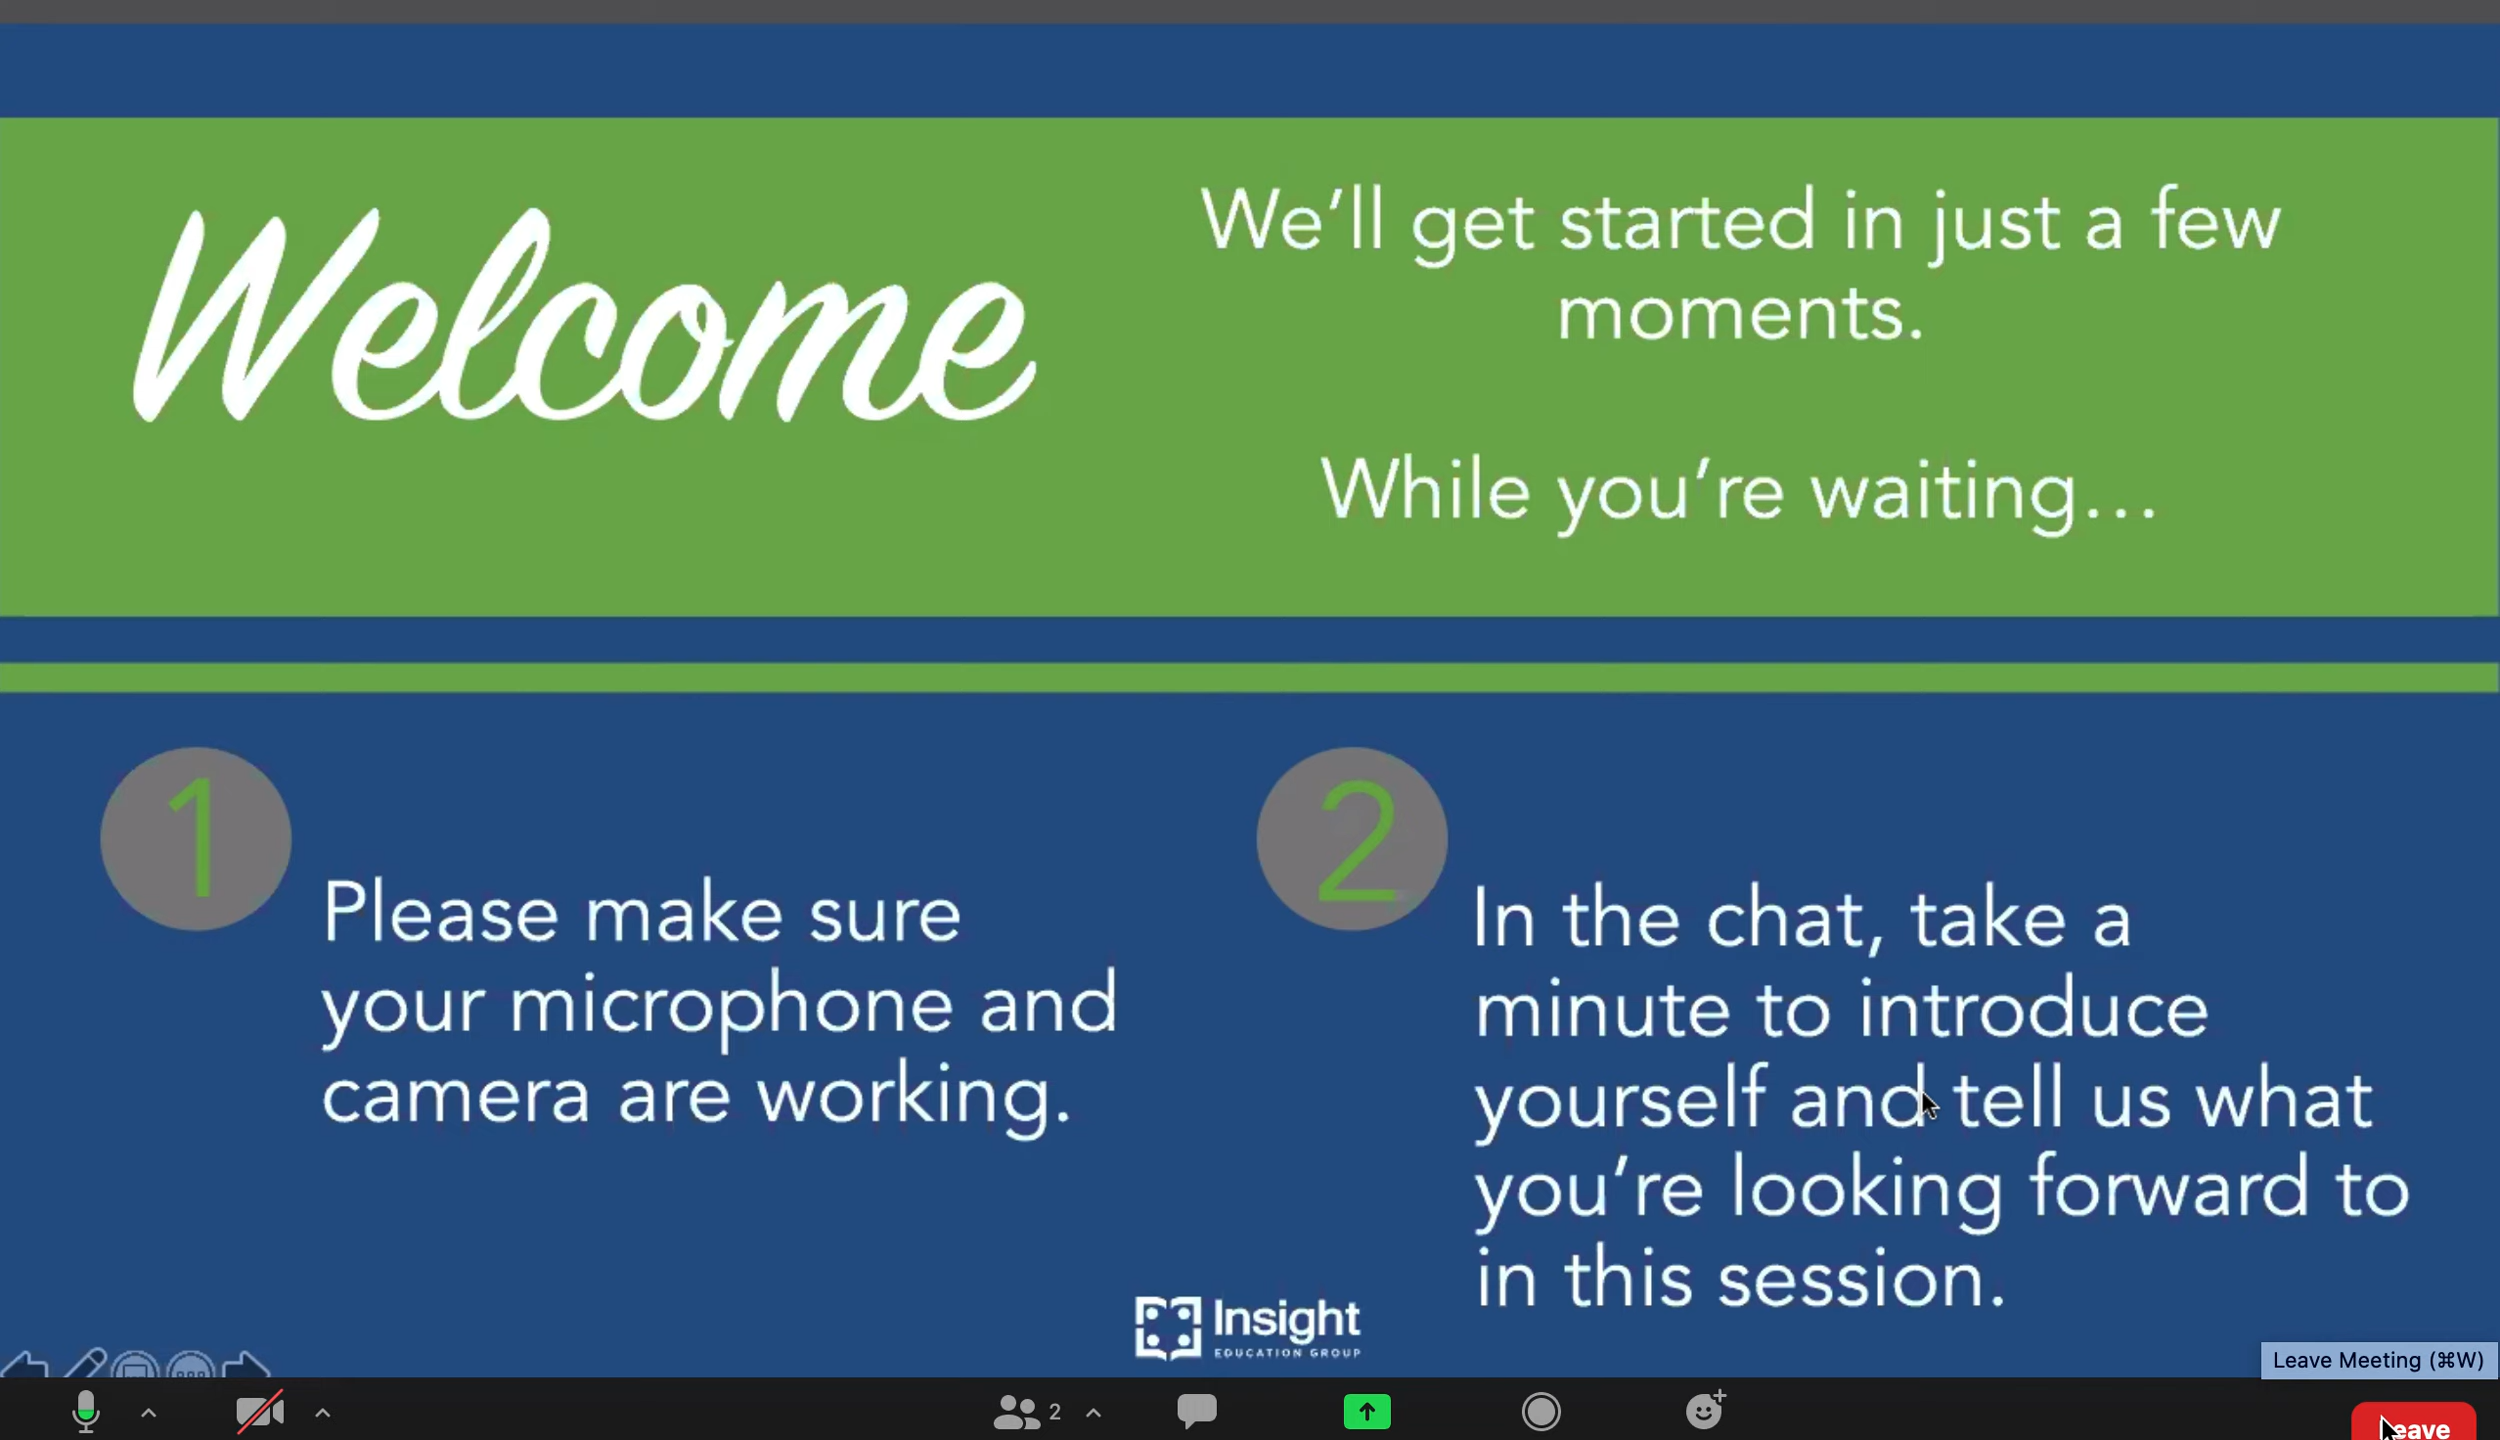 Welcome
We’ll get started in just a few
moments.
While you’re waiting...
1
Please make sure
your microphone and
camera are working.
2
In the chat, take a
minute to introduce
yourself and tell us what
you’re looking forward to
in this session.
Insight
EDUCATION GROUP
Leave Meeting (⌘W)
2
Leave